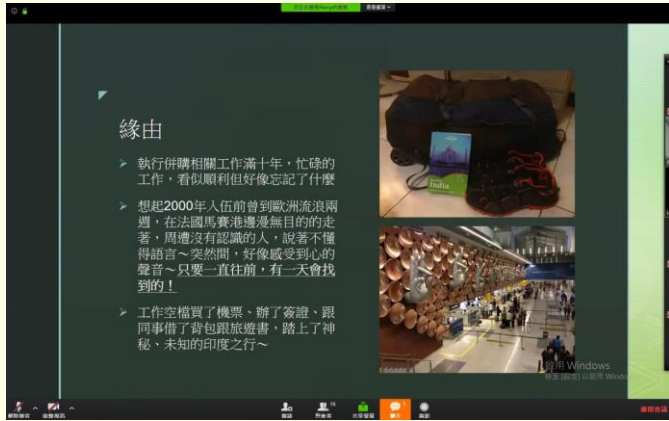 緣由
執行併購相關工作滿十年，忙碌的
工作，看似順利但好像忘記了什麼
想起2000年入伍前曾到歐洲流浪兩
週，在法國馬賽港邊漫無目的的走
著，周遭沒有認識的人，說著不懂
得語言～突然間，好像感受到心的
聲音～只要一直往前，有一天會找
到的！
工作空檔買了機票、辦了簽證、跟
同事借了背包跟旅遊書，踏上了神
秘、未知的印度之行～
India
啟用 Windows